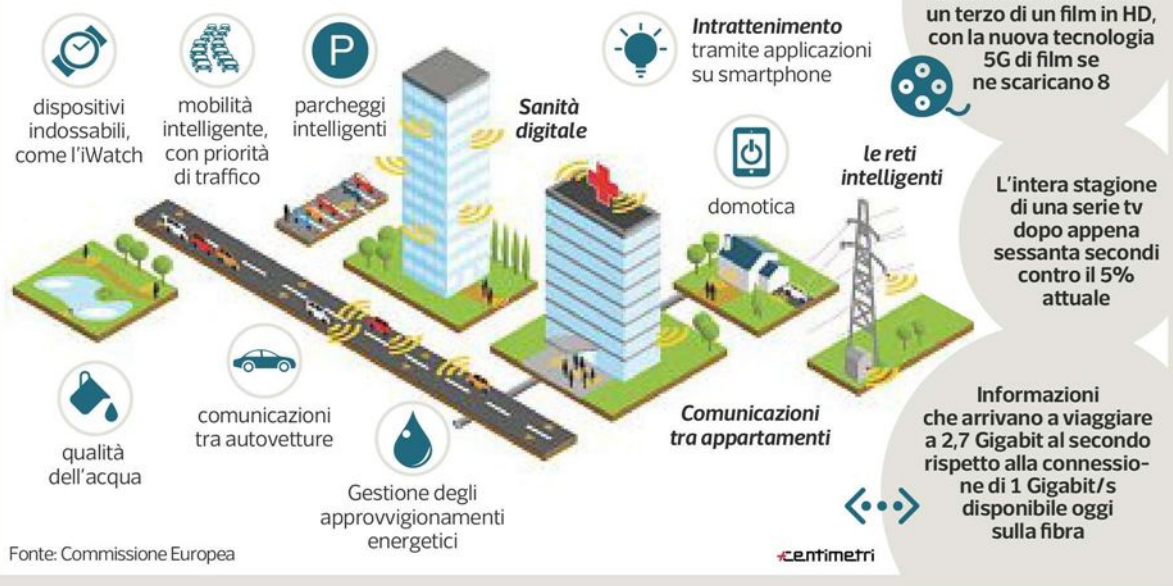 dispositivi
indossabili,
come l'iWatch
mobilità
intelligente,
con priorità
di traffico
P
parcheggi
intelligenti
Sanità
digitale
Intrattenimento
tramite applicazioni
su smartphone
domotica
le reti
intelligenti
un terzo di un film in HD,
con la nuova tecnologia
5G di film se
ne scaricano 8
L'intera stagione
di una serie tv
dopo appena
sessanta secondi
contro il 5%
attuale
qualità
dell'acqua
comunicazioni
tra autovetture
Gestione degli
approvvigionamenti
energetici
Comunicazioni
tra appartamenti
Informazioni
che arrivano a viaggiare
a 2,7 Gigabit al secondo
rispetto alla connessio-
ne di 1 Gigabit/s
disponibile oggi
sulla fibra
Fonte: Commissione Europea
centimetri